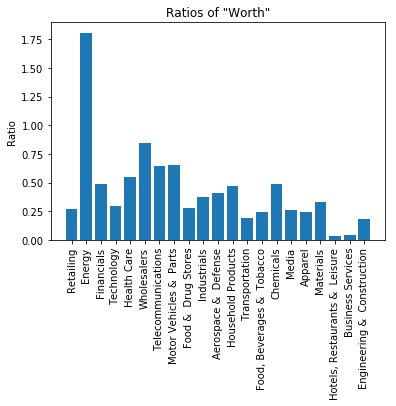 Ratios of "Worth"
Ratio
1.75
1.50
1.25
1.00
0.75
0.50
0.25
0.00
Retailing
Energy
Financials
Technology
Health Care
Wholesalers
Telecommunications
Motor Vehicles & Parts
Food & Drug Stores
Industrials
Aerospace & Defense
Household Products
Transportation
Food, Beverages & Tobacco
Chemicals
Media
Apparel
Materials
Hotels, Restaurants & Leisure
Business Services
Engineering & Construction